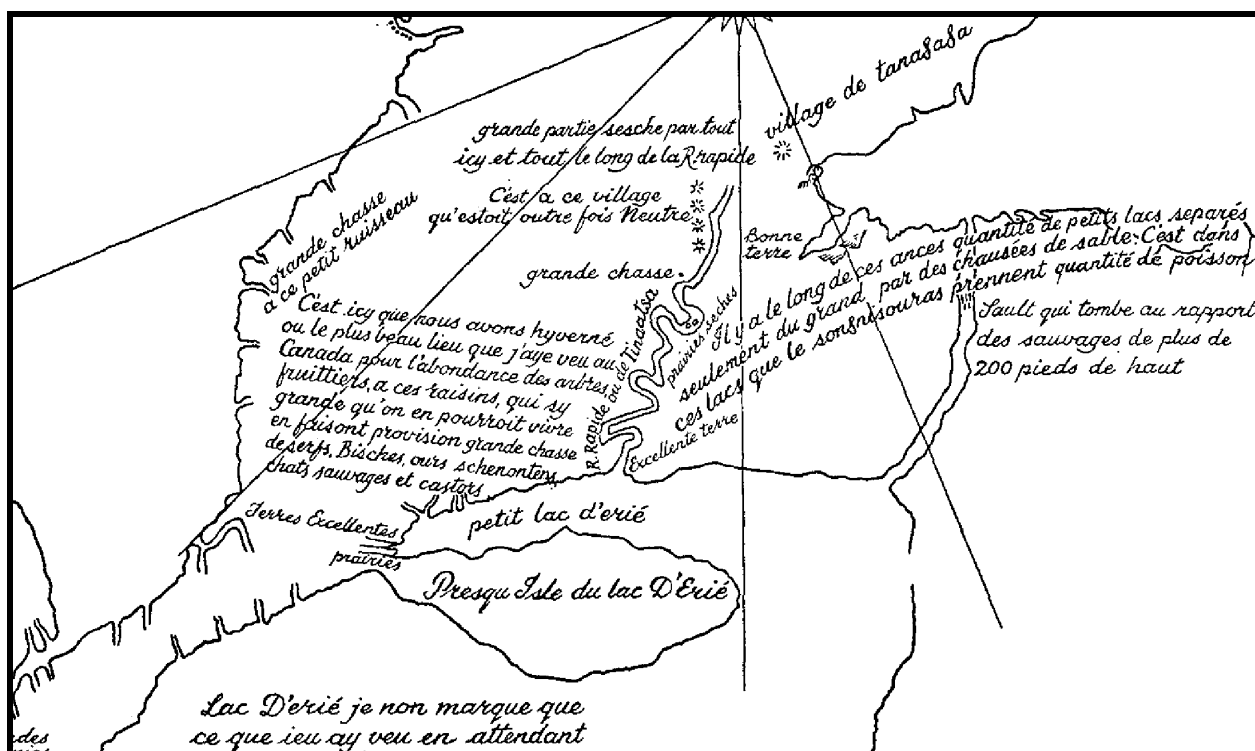 village de tanaȣaȣa
grande partie sesche par tout
icy et tout le long de la R. rapide
C'est a ce village
qu'estoit outre fois Neutre
grande chasse
a ce petit ruisseau
Bonne
terre
grande chasse.
Il y a le long de ces ances quantité de petits lacs separés
seulement du grand par des chausées de sable: C'est dans
ces lacs que le sonȣnisouras prennent quantité de poisson
Sault qui tombe au rapport
des sauvages de plus de
200 pieds de haut
C'est icy que nous avons hyverné
ou le plus beau lieu que j'aye veu au
Canada pour l'abondance des arbres
fruittiers, a ces raisins, qui sy
grande qu'on en pourroit vivre
en faisont provision grande chasse
de serfs, Bisches, ours schenontens,
chats sauvages et castors
R. Rapide ou de Tinaatsa
prairies seches
Excellente terre
Terres Excellentes
petit lac d'erié
prairies
Presqu Isle du lac D'Erié
Lac D'erié je non marque que
ce que ieu ay veu en attendant